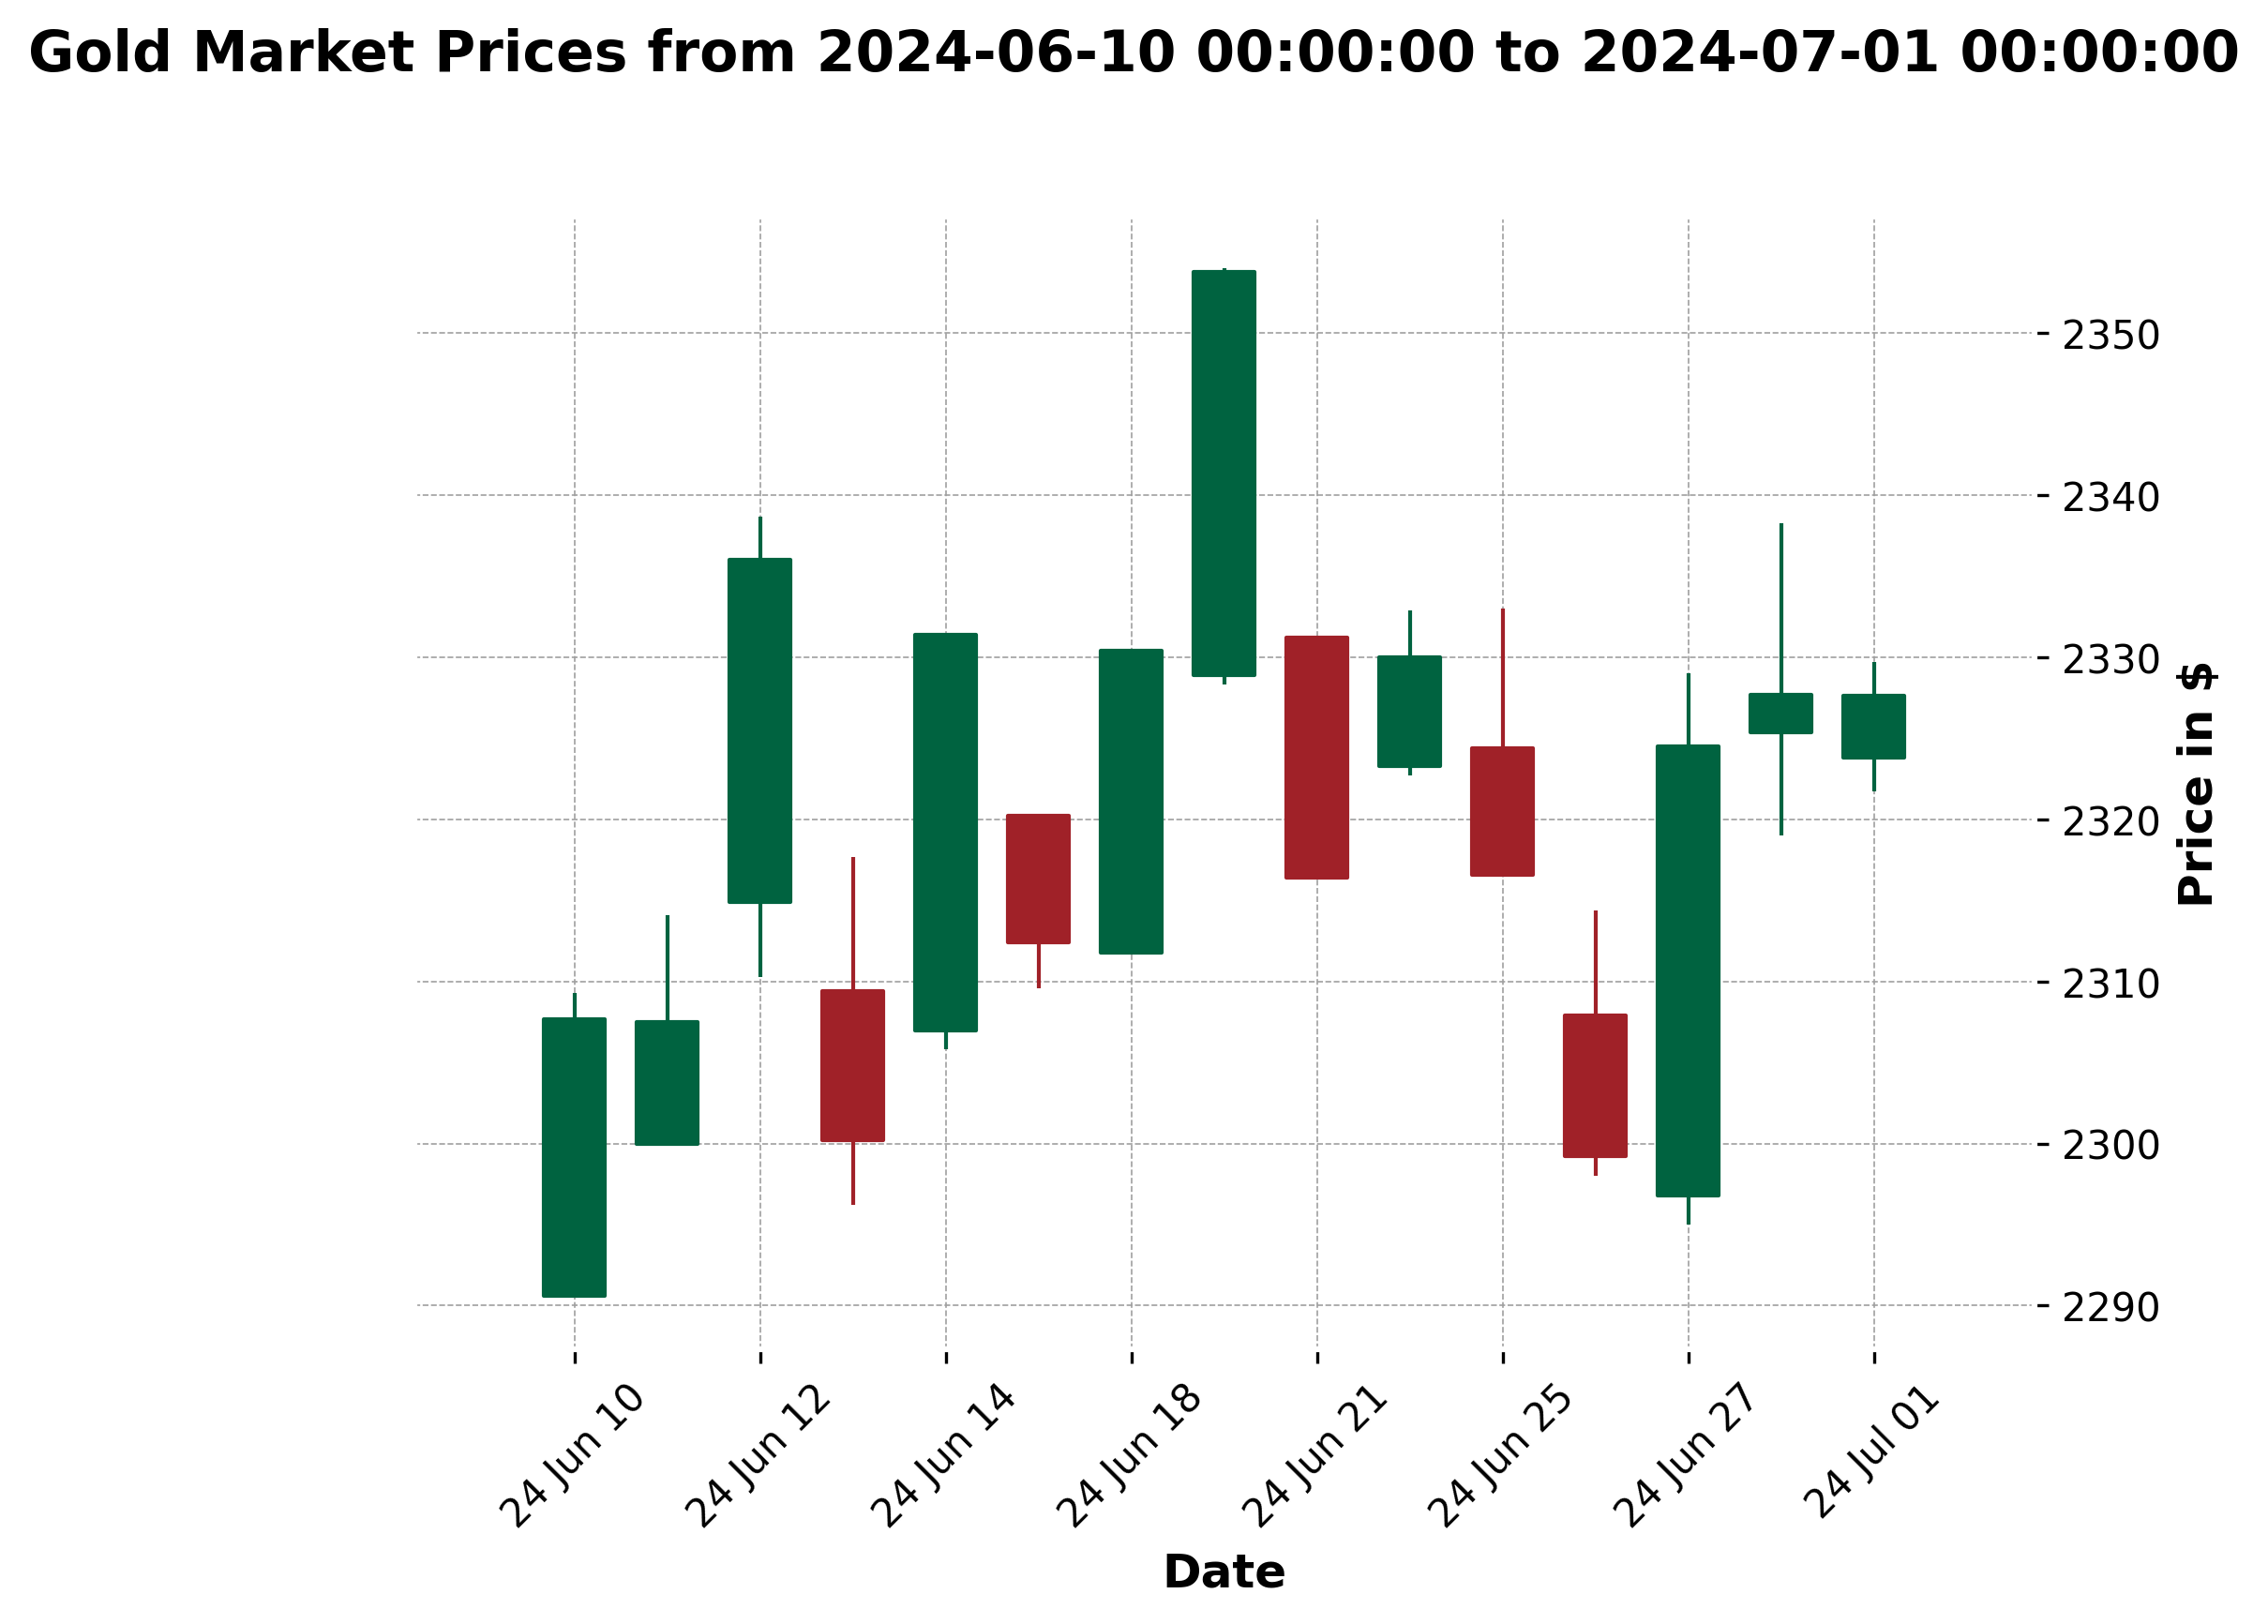 Gold Market Prices from 2024-06-10 00:00:00 to 2024-07-01 00:00:00
2350
2340
2330
2320
2310
2300
2290
Price in $
24 Jun 10
24 Jun 12
24 Jun 14
24 Jun 18
24 Jun 21
24 Jun 25
24 Jun 27
24 Jul 01
Date